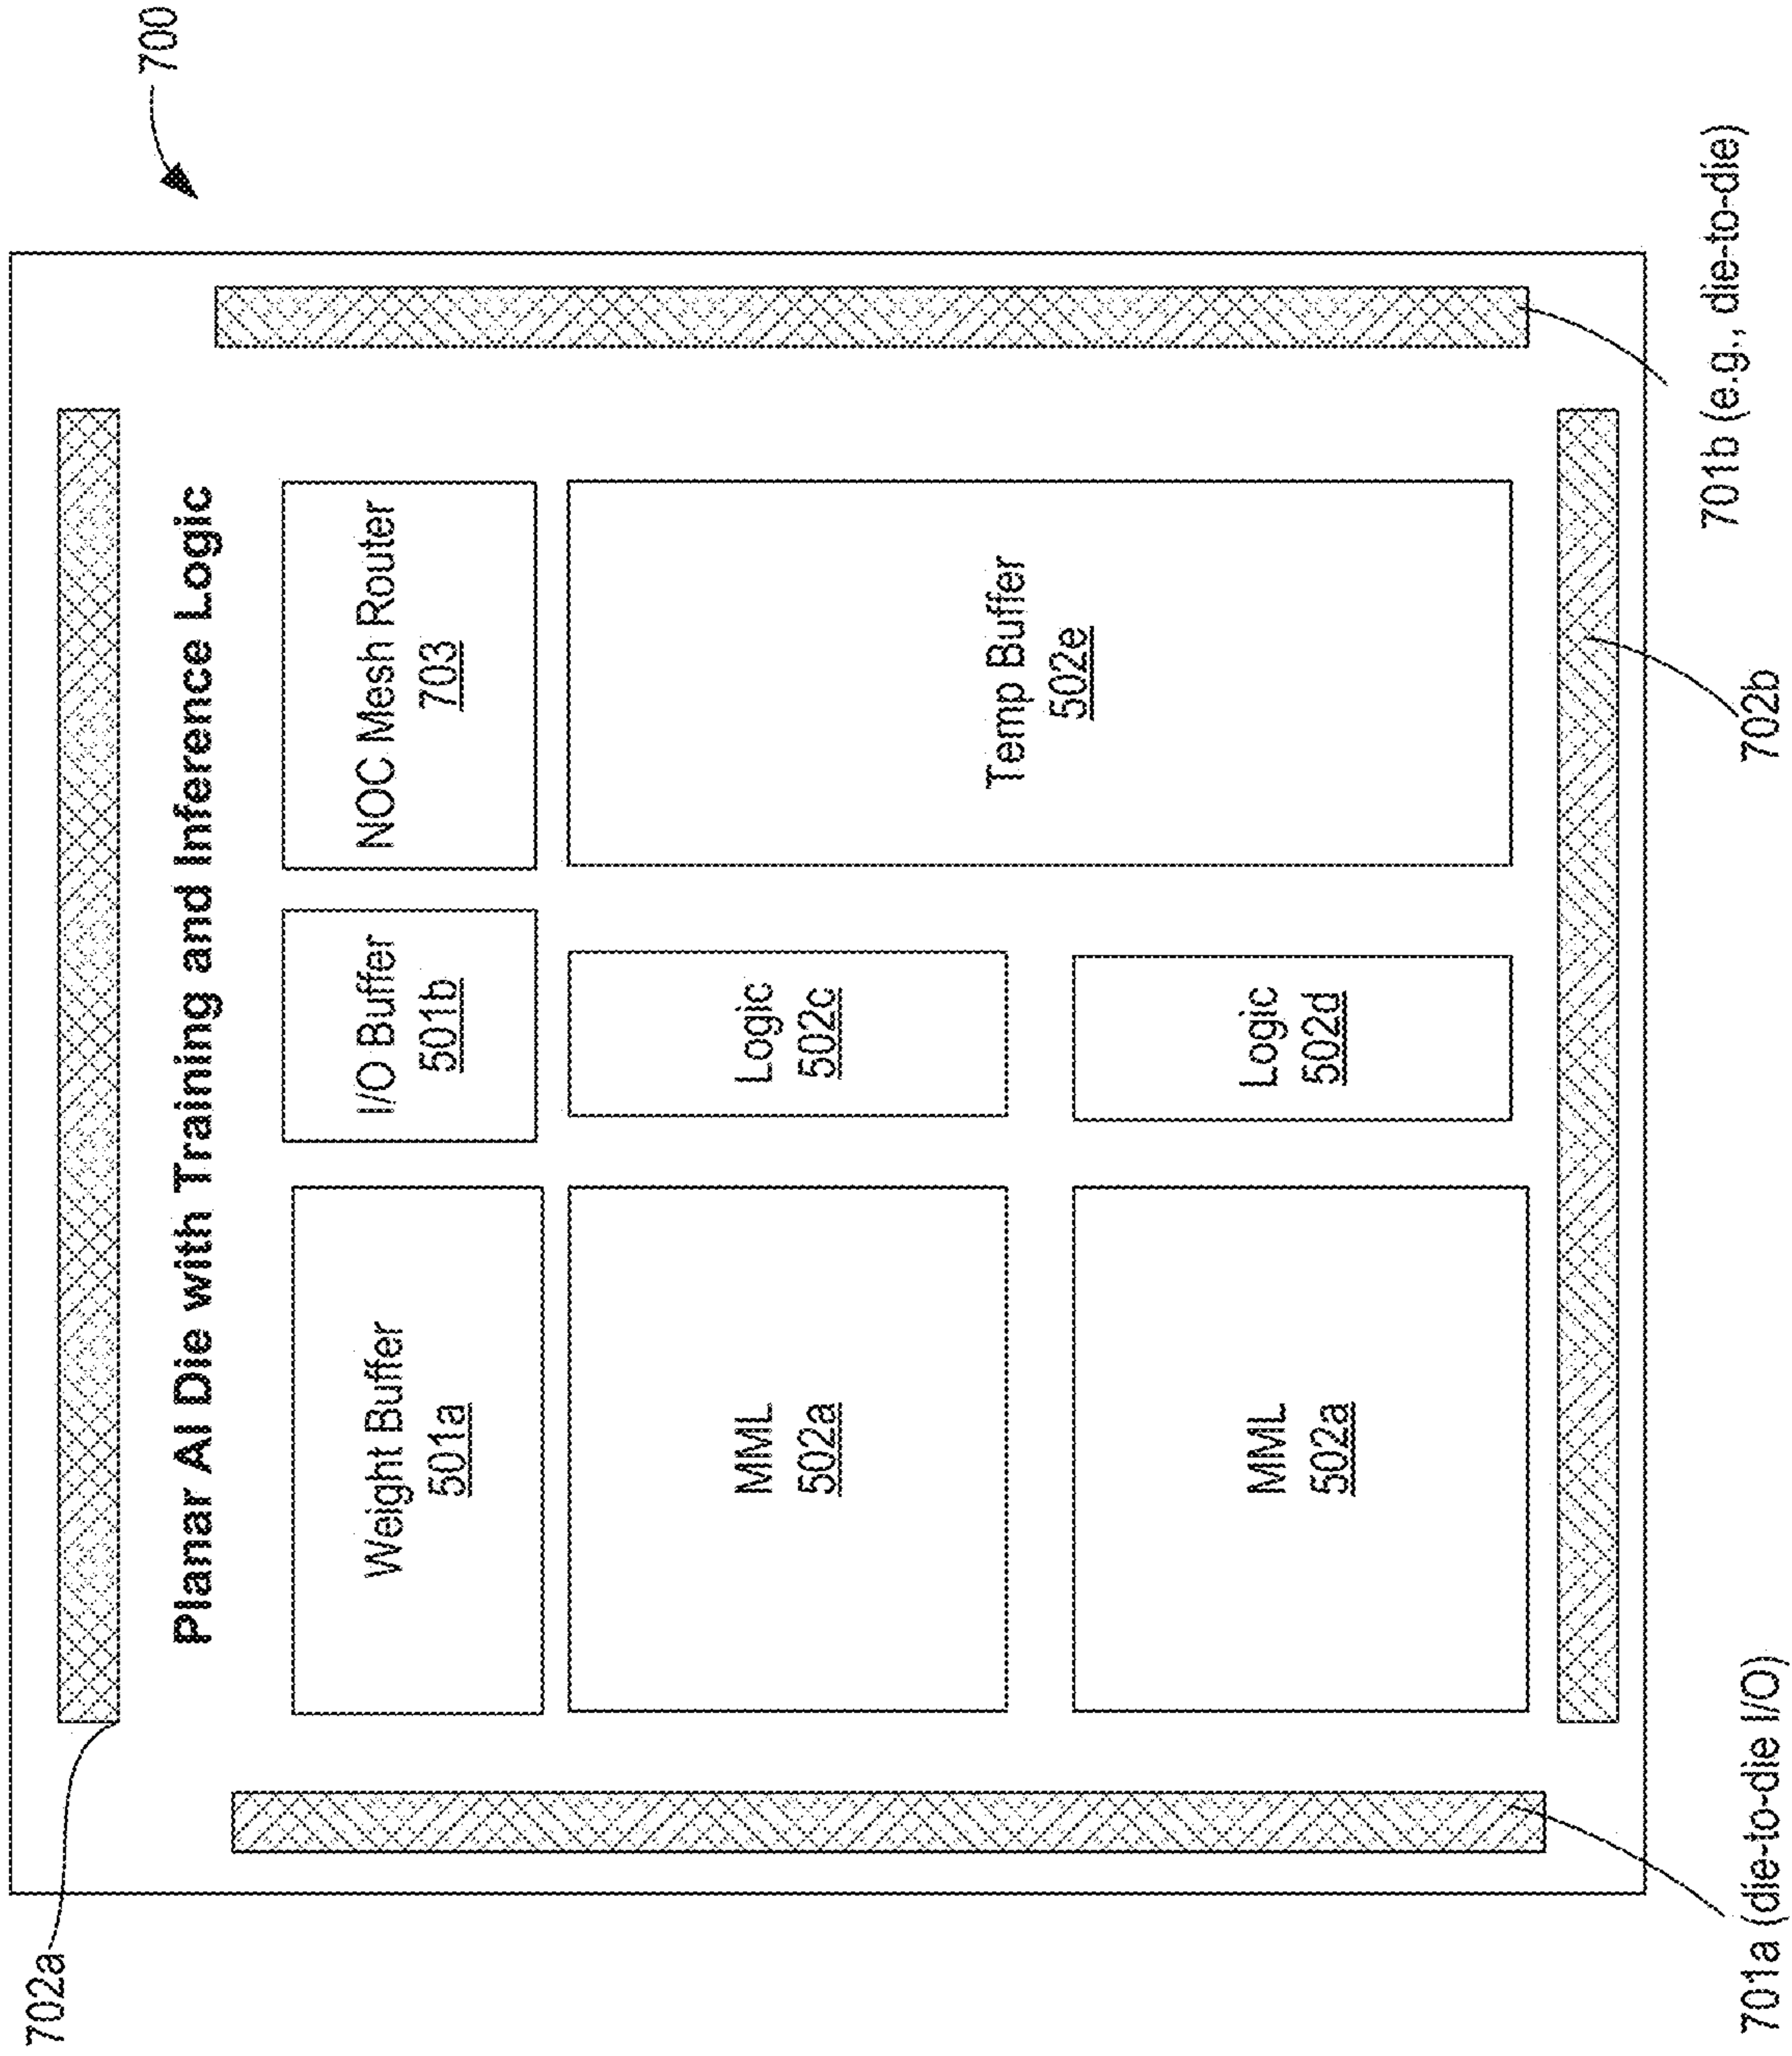 700
702a
Planar AI Die with Training and Inference Logic
Weight Buffer
501a
I/O Buffer
501b
NOC Mesh Router
703
MML
502a
Logic
502c
Temp Buffer
502e
MML
502a
Logic
502d
702b
701a (die-to-die I/O)
701b (e.g., die-to-die)